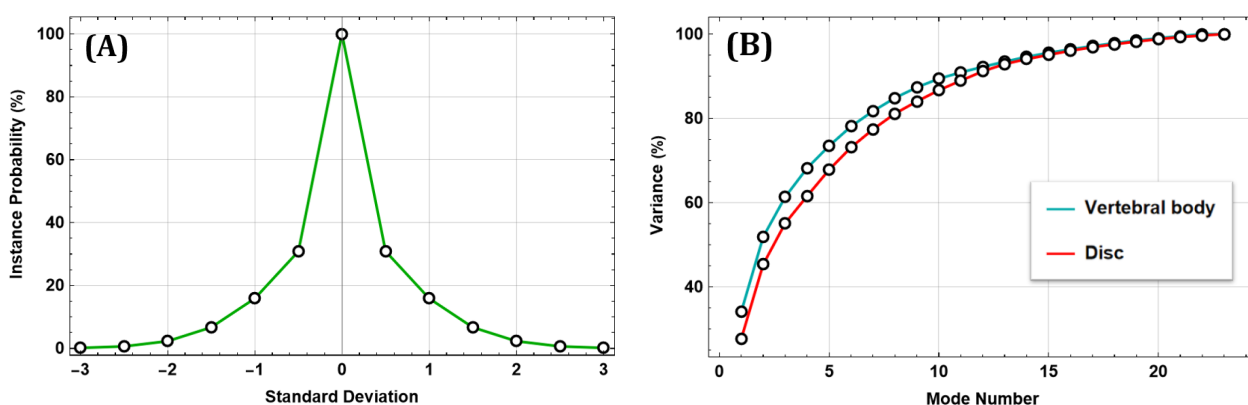 (A)
Instance Probability (%)
100
80
60
40
20
0
−3 −2 −1 0 1 2 3
Standard Deviation
(B)
Variance (%)
100
80
60
40
Vertebral body
Disc
0 5 10 15 20
Mode Number